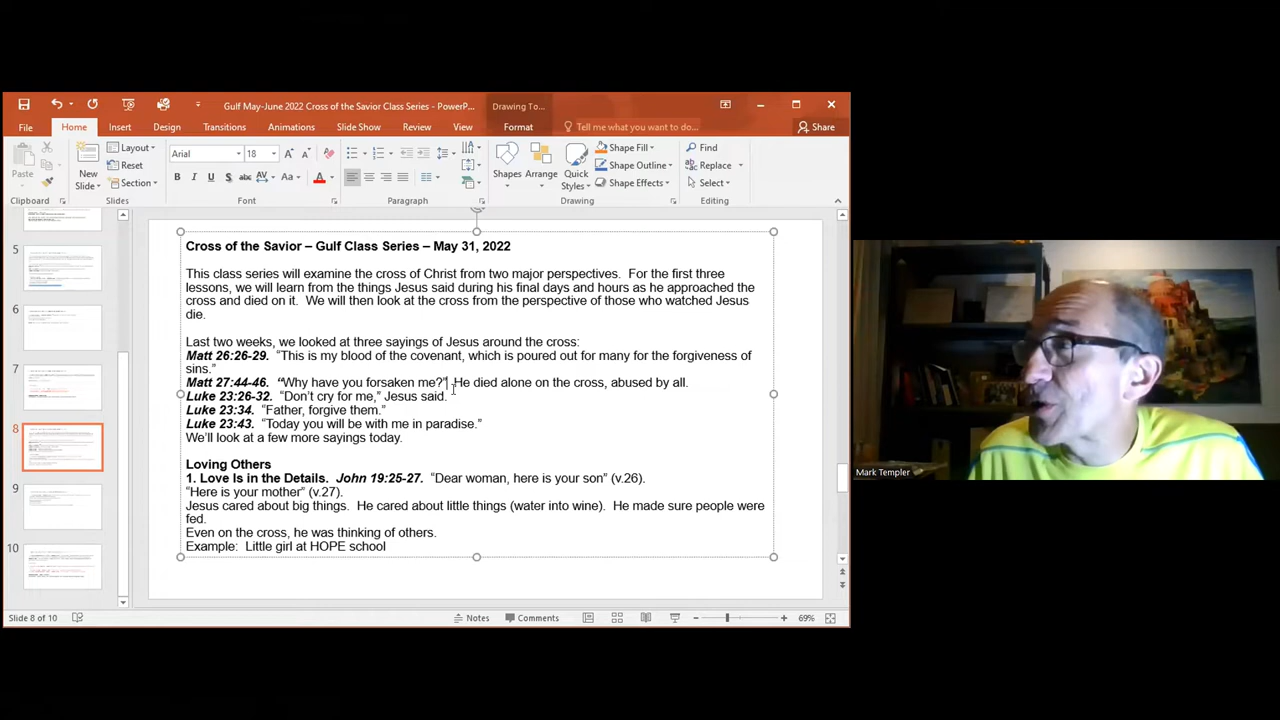 Gulf May-June 2022 Cross of the Savior Class Series - PowerP...
Drawing To...
File
Home
Insert
Design
Transitions
Animations
Slide Show
Review
View
Format
Tell me what you want to do...
Share
Paste
New
Slide
Layout
Reset
Section
Arial
18
B
I
U
S
abc
AV
Aa
A
Shapes
Arrange
Quick
Styles
Shape Fill
Shape Outline
Shape Effects
Find
Replace
Select
Clipboard
Slides
Font
Paragraph
Drawing
Editing
5
6
7
8
9
10
Cross of the Savior – Gulf Class Series – May 31, 2022
This class series will examine the cross of Christ from two major perspectives. For the first three
lessons, we will learn from the things Jesus said during his final days and hours as he approached the
cross and died on it. We will then look at the cross from the perspective of those who watched Jesus
die.
Last two weeks, we looked at three sayings of Jesus around the cross:
Matt 26:26-29. “This is my blood of the covenant, which is poured out for many for the forgiveness of
sins.”
Matt 27:44-46. “Why have you forsaken me?” He died alone on the cross, abused by all.
Luke 23:26-32. “Don’t cry for me,” Jesus said.
Luke 23:34. “Father, forgive them.”
Luke 23:43. “Today you will be with me in paradise.”
We’ll look at a few more sayings today.
Loving Others
1. Love Is in the Details. John 19:25-27. “Dear woman, here is your son” (v.26).
“Here is your mother” (v.27).
Jesus cared about big things. He cared about little things (water into wine). He made sure people were
fed.
Even on the cross, he was thinking of others.
Example: Little girl at HOPE school
Slide 8 of 10
Notes
Comments
69%
Mark Templer